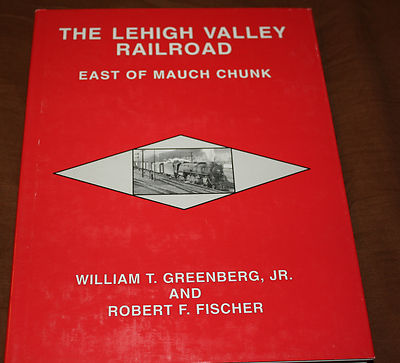 THE LEHIGH VALLEY
RAILROAD
EAST OF MAUCH CHUNK
WILLIAM T. GREENBERG, JR.
AND
ROBERT F. FISCHER